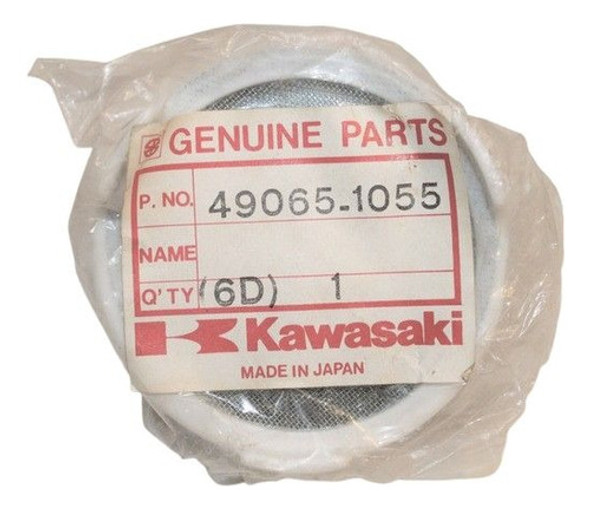 GENUINE PARTS
P. NO. 49065-1055
NAME
Q'TY (6D) 1
Kawasaki
MADE IN JAPAN